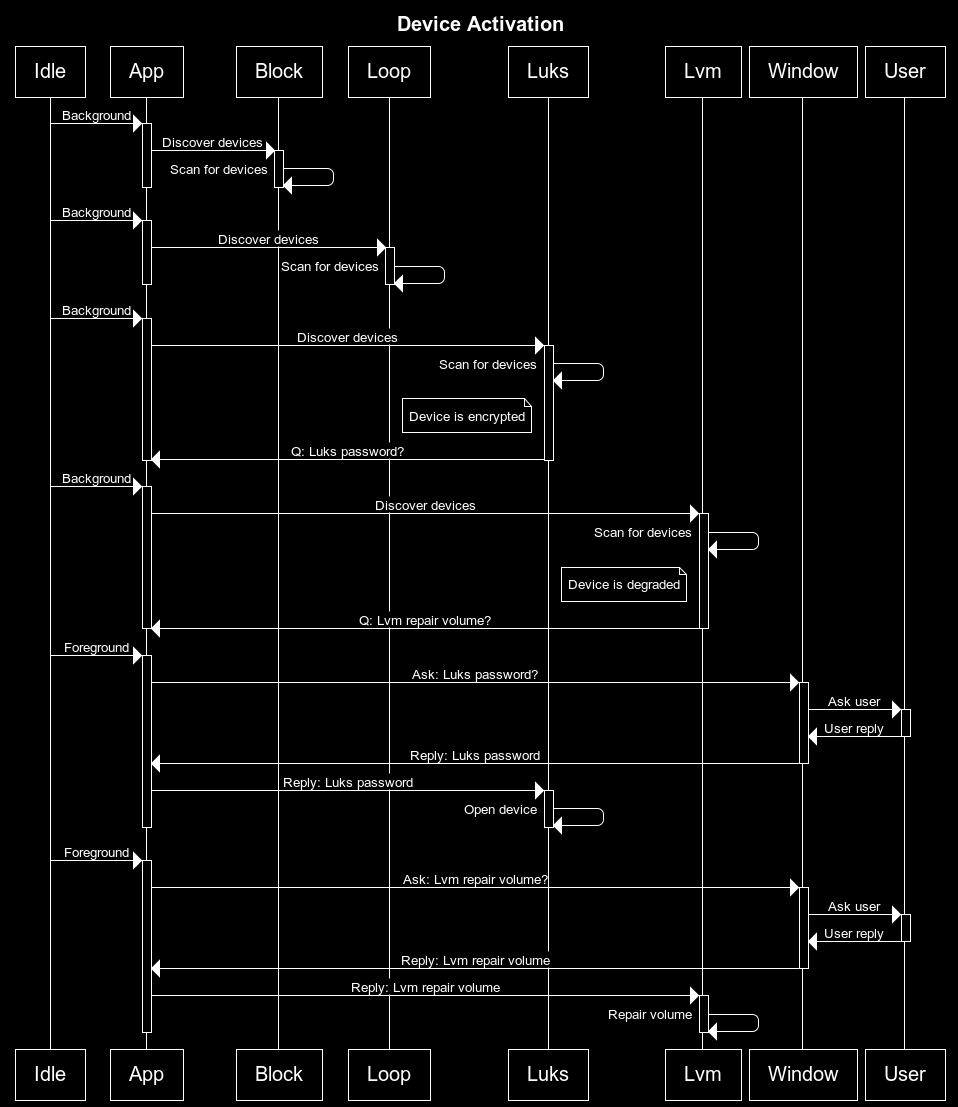 Device Activation
Idle
App
Block
Loop
Luks
Lvm
Window
User
Background
Discover devices
Scan for devices
Background
Discover devices
Scan for devices
Background
Discover devices
Scan for devices
Device is encrypted
Q: Luks password?
Background
Discover devices
Scan for devices
Device is degraded
Q: Lvm repair volume?
Foreground
Ask: Luks password?
Ask user
User reply
Reply: Luks password
Reply: Luks password
Open device
Foreground
Ask: Lvm repair volume?
Ask user
User reply
Reply: Lvm repair volume
Reply: Lvm repair volume
Repair volume
Idle
App
Block
Loop
Luks
Lvm
Window
User